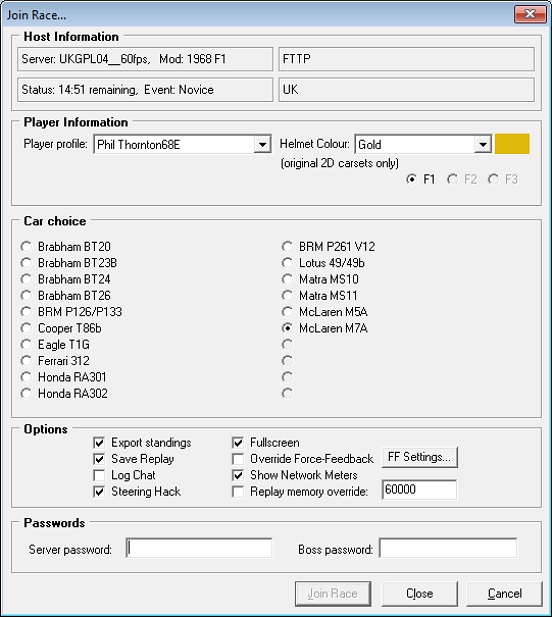 Join Race...
Host Information
Server: UKGPL04__60fps, Mod: 1968 F1
FTTP
Status: 14:51 remaining, Event: Novice
UK
Player Information
Player profile: Phil Thornton68E
Helmet Colour: Gold
(original 2D carsets only)
F1 F2 F3
Car choice
Brabham BT20
Brabham BT23B
Brabham BT24
Brabham BT26
BRM P126/P133
Cooper T86b
Eagle T1G
Ferrari 312
Honda RA301
Honda RA302
BRM P261 V12
Lotus 49/49b
Matra MS10
Matra MS11
McLaren M5A
McLaren M7A
Options
Export standings
Save Replay
Log Chat
Steering Hack
Fullscreen
Override Force-Feedback FF Settings...
Show Network Meters
Replay memory override: 60000
Passwords
Server password: Boss password:
Join Race Close Cancel